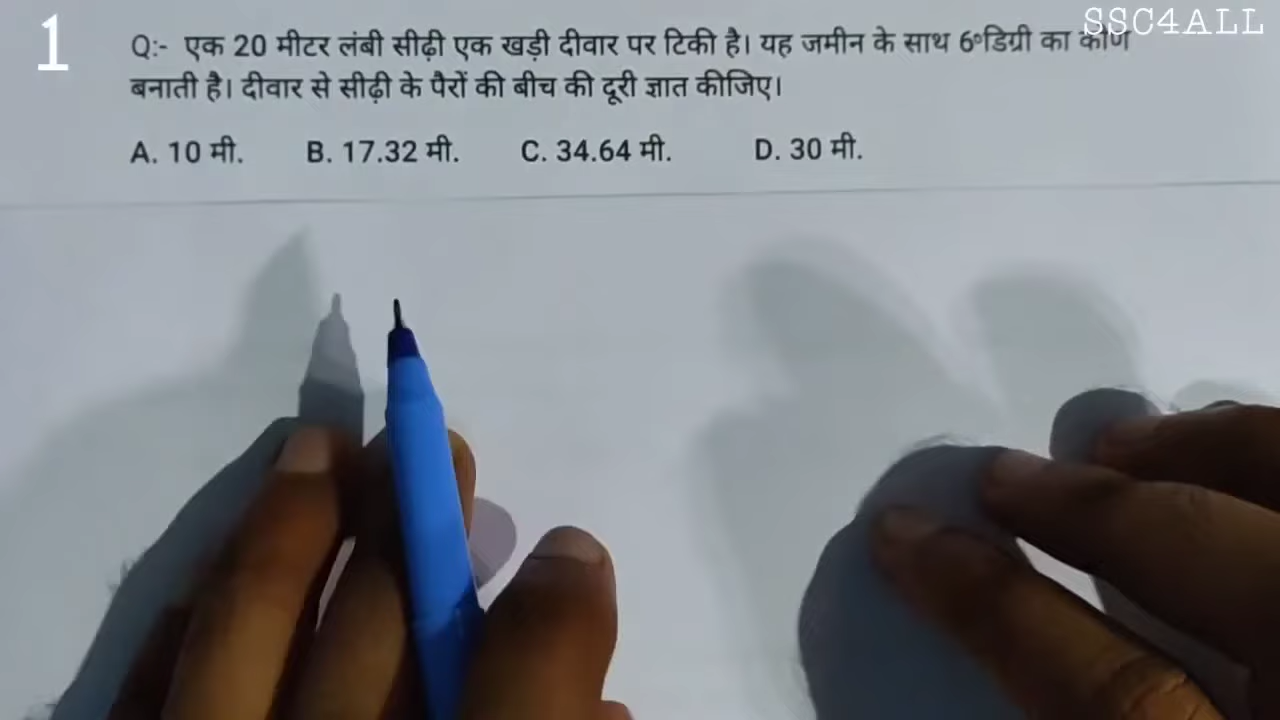 1
SSC4ALL
Q:- एक 20 मीटर लंबी सीढ़ी एक खड़ी दीवार पर टिकी है। यह जमीन के साथ 6°डिग्री का कोण
बनाती है। दीवार से सीढ़ी के पैरों की बीच की दूरी ज्ञात कीजिए।
A. 10 मी. B. 17.32 मी. C. 34.64 मी. D. 30 मी.